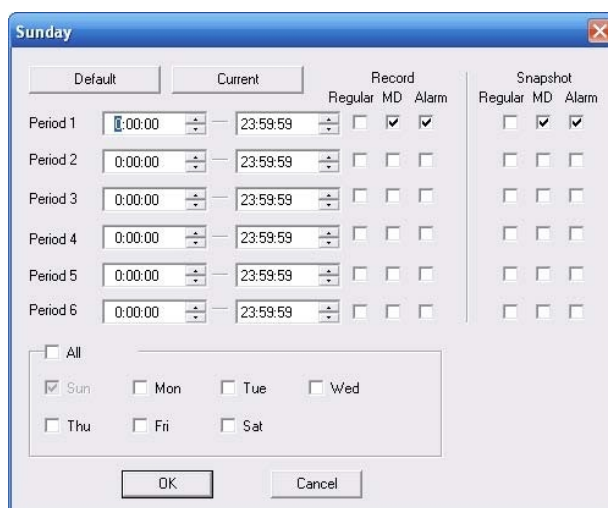 Sunday
Default Current Record Snapshot
Regular MD Alarm Regular MD Alarm
Period 1 0:00:00 — 23:59:59
Period 2 0:00:00 — 23:59:59
Period 3 0:00:00 — 23:59:59
Period 4 0:00:00 — 23:59:59
Period 5 0:00:00 — 23:59:59
Period 6 0:00:00 — 23:59:59
All
Sun Mon Tue Wed
Thu Fri Sat
OK Cancel